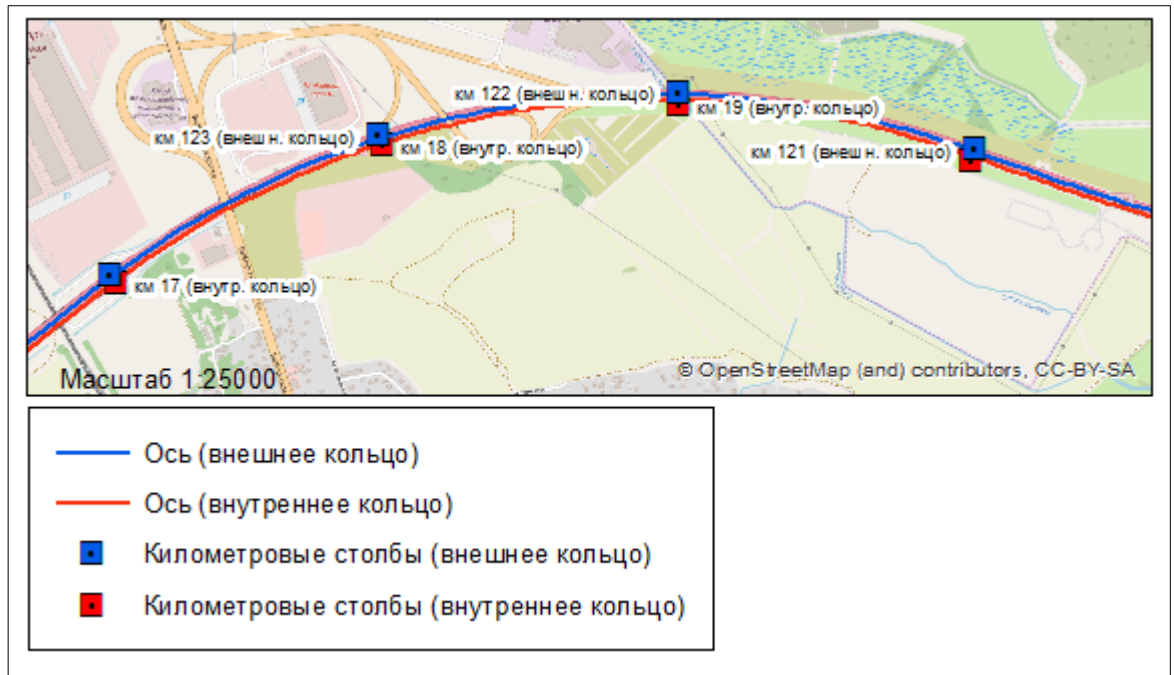 км 122 (внешн. кольцо)
км 19 (внутр. кольцо)
км 123 (внешн. кольцо)
км 18 (внутр. кольцо)
км 121 (внешн. кольцо)
км 17 (внутр. кольцо)
Масштаб 1:25000
© OpenStreetMap (and) contributors, CC-BY-SA
Ось (внешнее кольцо)
Ось (внутреннее кольцо)
Километровые столбы (внешнее кольцо)
Километровые столбы (внутреннее кольцо)